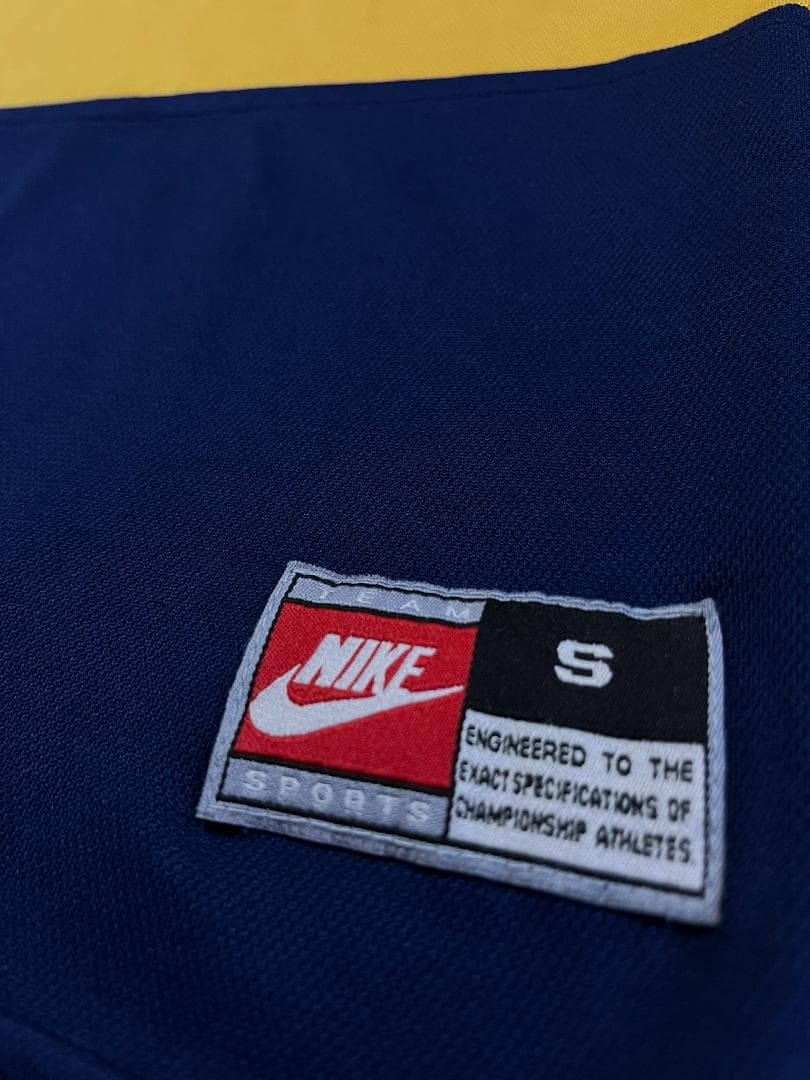 TEAM
NIKE
SPORTS
S
ENGINEERED TO THE
EXACT SPECIFICATIONS OF
CHAMPIONSHIP ATHLETES